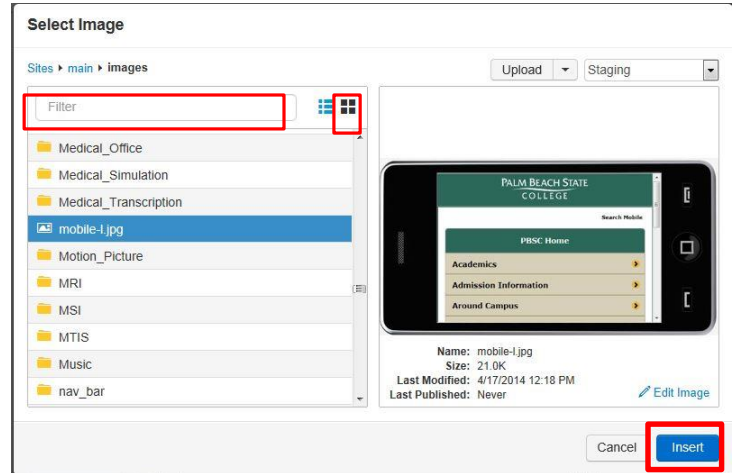 Select Image
Sites main images
Upload
Staging
Filter
Medical_Office
Medical_Simulation
Medical_Transcription
mobile-l.jpg
Motion_Picture
MRI
MSI
MTIS
Music
nav_bar
PALM BEACH STATE
COLLEGE
Search Mobile
PBSC Home
Academics
Admission Information
Around Campus
Name: mobile-l.jpg
Size: 21.0K
Last Modified: 4/17/2014 12:18 PM
Last Published: Never
Edit Image
Cancel
Insert